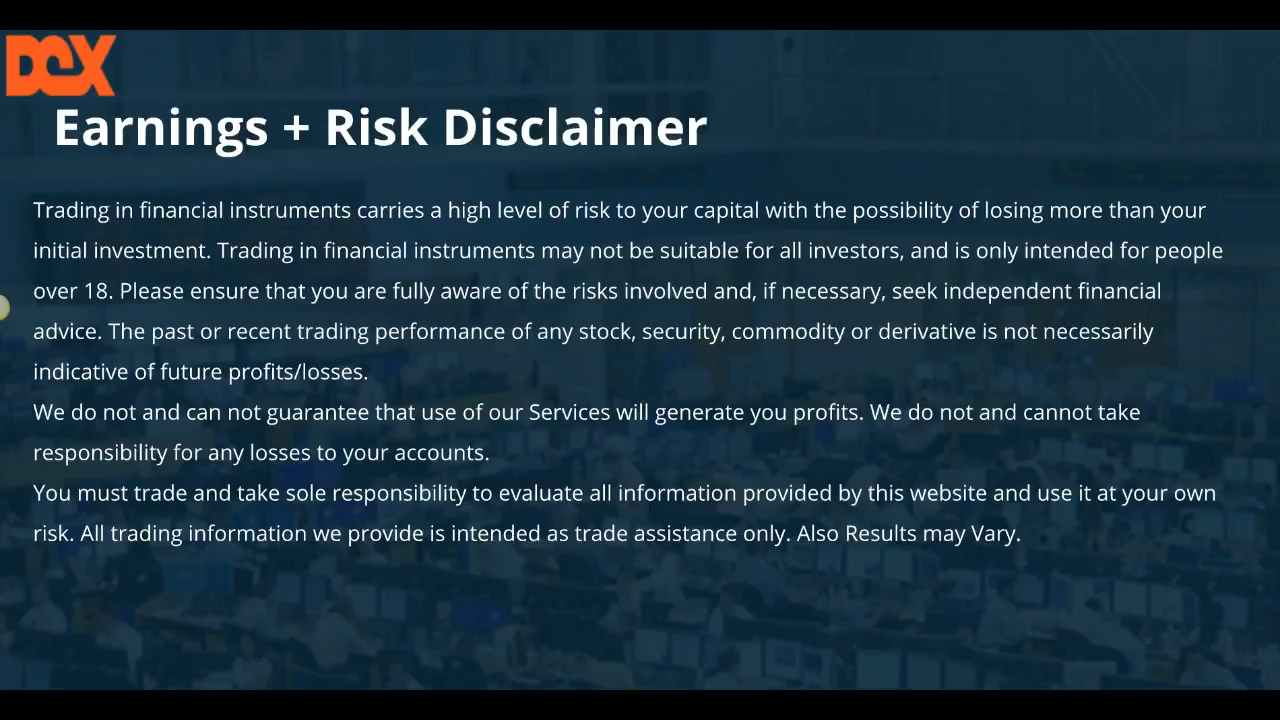 DEX
Earnings + Risk Disclaimer
Trading in financial instruments carries a high level of risk to your capital with the possibility of losing more than your
initial investment. Trading in financial instruments may not be suitable for all investors, and is only intended for people
over 18. Please ensure that you are fully aware of the risks involved and, if necessary, seek independent financial
advice. The past or recent trading performance of any stock, security, commodity or derivative is not necessarily
indicative of future profits/losses.
We do not and can not guarantee that use of our Services will generate you profits. We do not and cannot take
responsibility for any losses to your accounts.
You must trade and take sole responsibility to evaluate all information provided by this website and use it at your own
risk. All trading information we provide is intended as trade assistance only. Also Results may Vary.